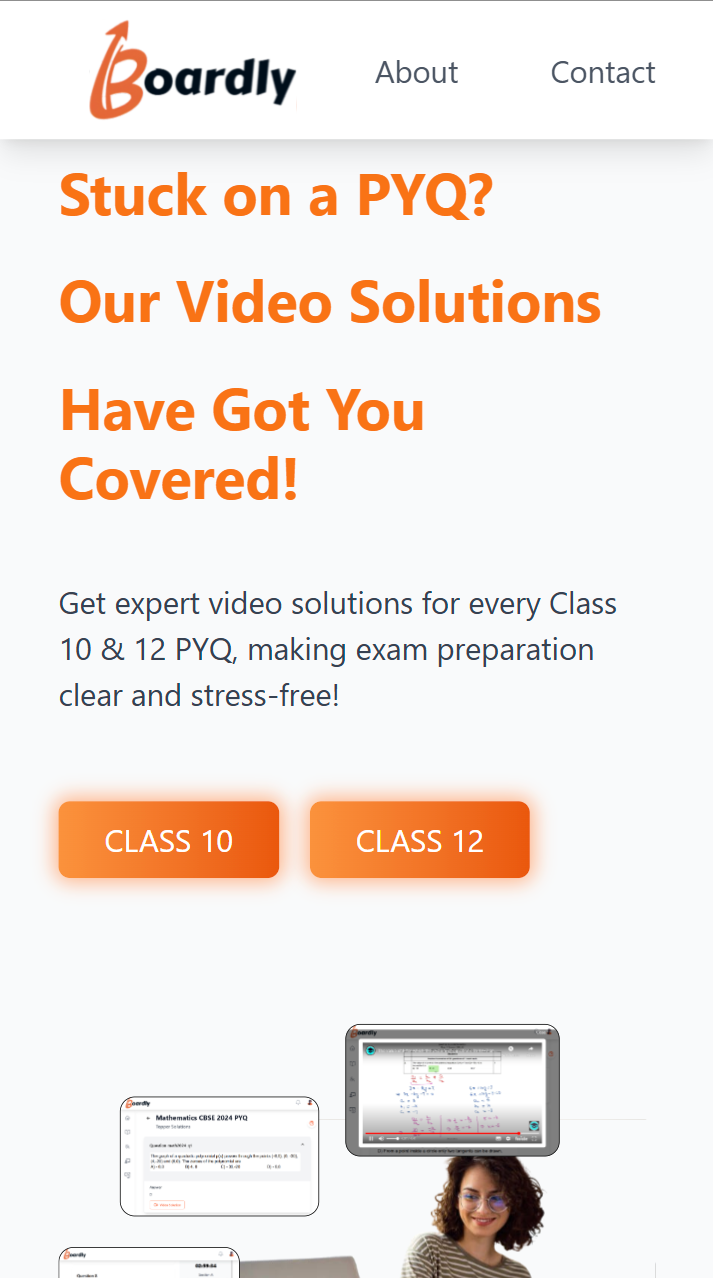 Boardly
About
Contact
Stuck on a PYQ?
Our Video Solutions
Have Got You
Covered!
Get expert video solutions for every Class
10 & 12 PYQ, making exam preparation
clear and stress-free!
CLASS 10
CLASS 12
Boardly
Boardly
Mathematics CBSE 2024 PYQ
Topper Solutions
Boardly